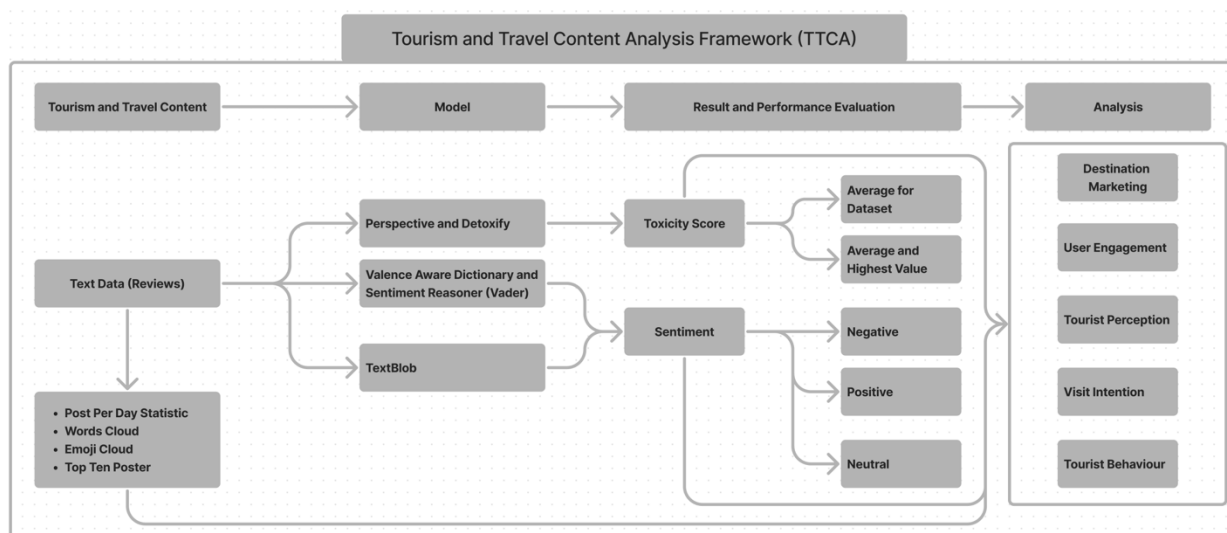 Tourism and Travel Content Analysis Framework (TTCA)
Tourism and Travel Content
Model
Result and Performance Evaluation
Analysis
Text Data (Reviews)
• Post Per Day Statistic
• Words Cloud
• Emoji Cloud
• Top Ten Poster
Perspective and Detoxify
Valence Aware Dictionary and
Sentiment Reasoner (Vader)
TextBlob
Toxicity Score
Sentiment
Average for
Dataset
Average and
Highest Value
Negative
Positive
Neutral
Destination
Marketing
User Engagement
Tourist Perception
Visit Intention
Tourist Behaviour